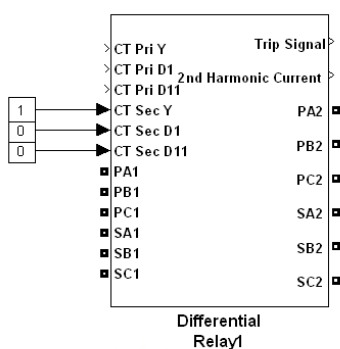 CT Pri Y
Trip Signal
CT Pri D1
CT Pri D11
2nd Harmonic Current
1
CT Sec Y
PA2
0
CT Sec D1
0
CT Sec D11
PB2
PA1
PC2
PB1
PC1
SA2
SA1
SB1
SB2
SC1
SC2
Differential
Relay1